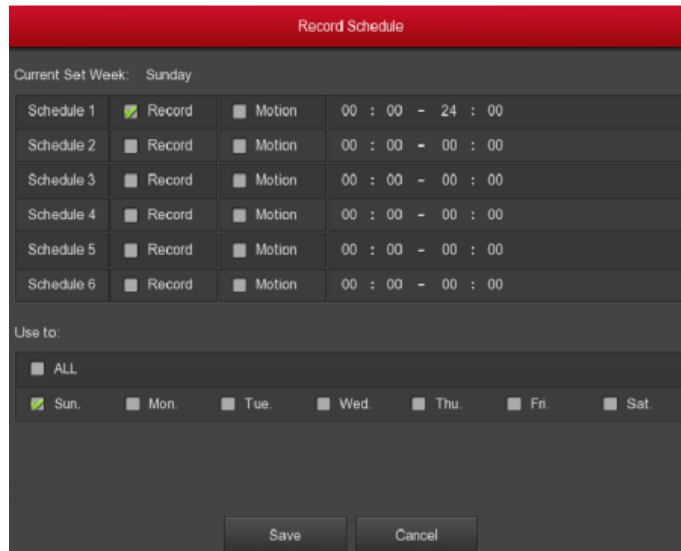 Record Schedule
Current Set Week: Sunday
Schedule 1 Record Motion 00 : 00 - 24 : 00
Schedule 2 Record Motion 00 : 00 - 00 : 00
Schedule 3 Record Motion 00 : 00 - 00 : 00
Schedule 4 Record Motion 00 : 00 - 00 : 00
Schedule 5 Record Motion 00 : 00 - 00 : 00
Schedule 6 Record Motion 00 : 00 - 00 : 00
Use to:
ALL
Sun. Mon. Tue. Wed. Thu. Fri. Sat.
Save Cancel